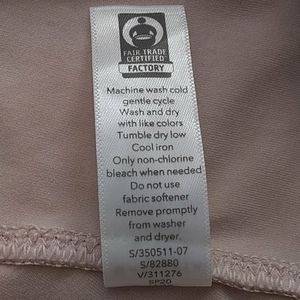 FAIR TRADE
CERTIFIED
FACTORY
Machine wash cold
gentle cycle
Wash and dry
with like colors
Tumble dry low
Cool iron
Only non-chlorine
bleach when needed
Do not use
fabric softener
Remove promptly
from washer
and dryer.
S/350511-07
S/82880
V/311276
SP20